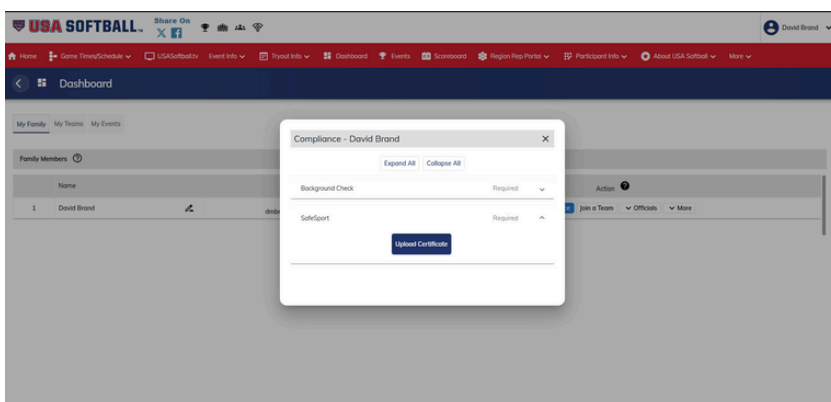 USA SOFTBALL
Share On
David Brand
Home Game Times/Schedule USASoftball.tv Event Info Tryout Info Dashboard Events Scoreboard Region Rep Portal Participant Info About USA Softball More
Dashboard
My Family My Teams My Events
Compliance - David Brand
Expand All Collapse All
Family Members
Name
Action
Background Check Required
1 David Brand
Join a Team Officials More
SafeSport Required
Upload Certificate